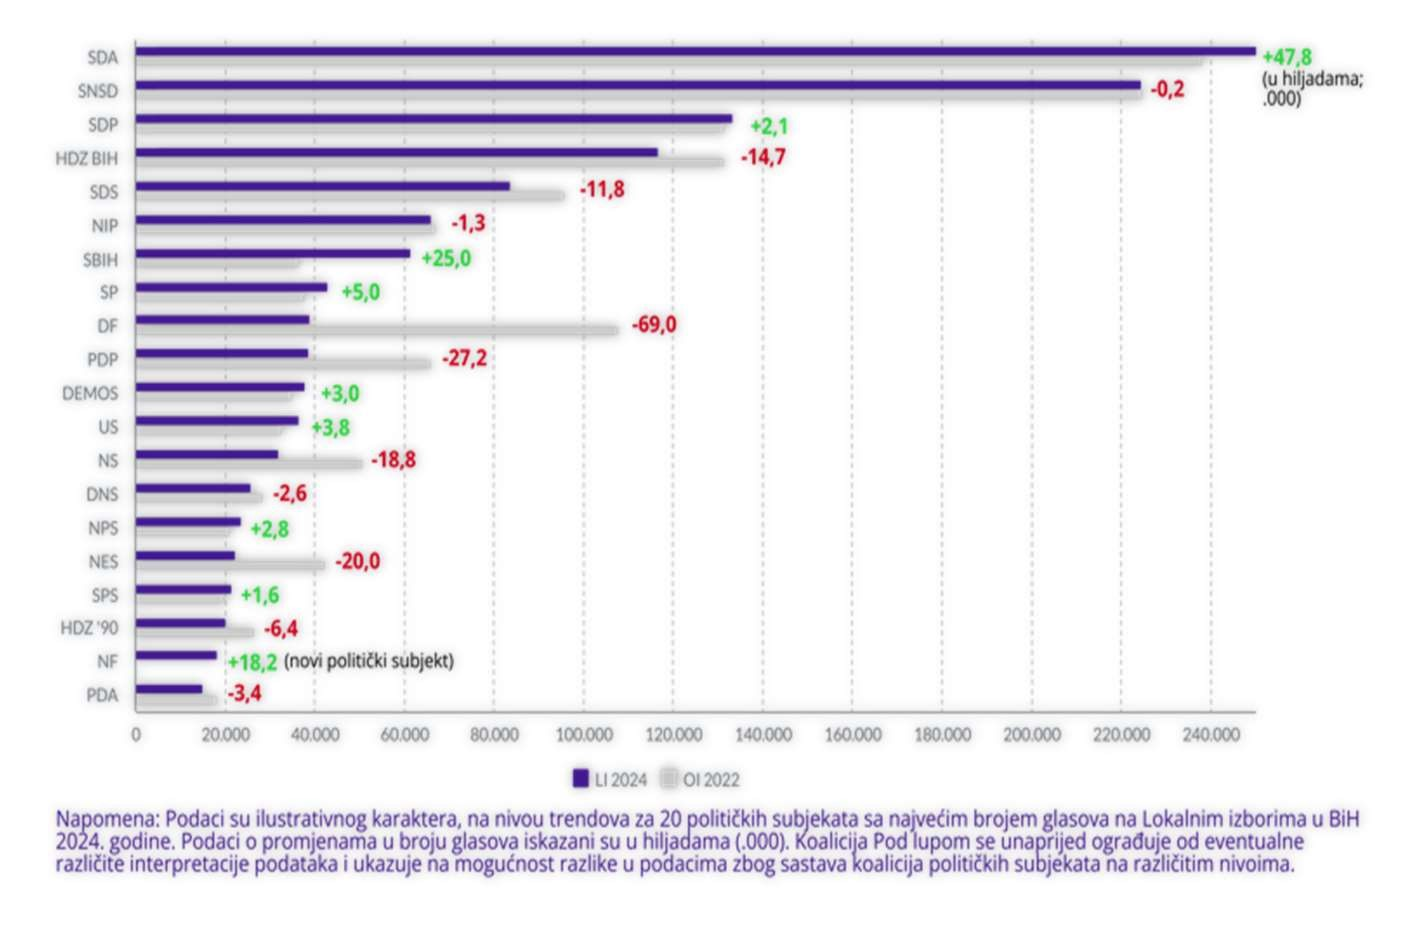 SDA +47,8
(u hiljadama;
.000)
SNSD -0,2
SDP +2,1
HDZ BIH -14,7
SDS -11,8
NIP -1,3
SBIH +25,0
SP +5,0
DF -69,0
PDP -27,2
DEMOS +3,0
US +3,8
NS -18,8
DNS -2,6
NPS +2,8
NES -20,0
SPS +1,6
HDZ '90 -6,4
NF +18,2 (novi politički subjekt)
PDA -3,4
0 20.000 40.000 60.000 80.000 100.000 120.000 140.000 160.000 180.000 200.000 220.000 240.000
LI 2024 OI 2022
Napomena: Podaci su ilustrativnog karaktera, na nivou trendova za 20 političkih subjekata sa najvećim brojem glasova na Lokalnim izborima u BiH
2024. godine. Podaci o promjenama u broju glasova iskazani su u hiljadama (.000). Koalicija Pod lupom se unaprijed ograđuje od eventualne
različite interpretacije podataka i ukazuje na mogućnost razlike u podacima zbog sastava koalicija političkih subjekata na različitim nivoima.